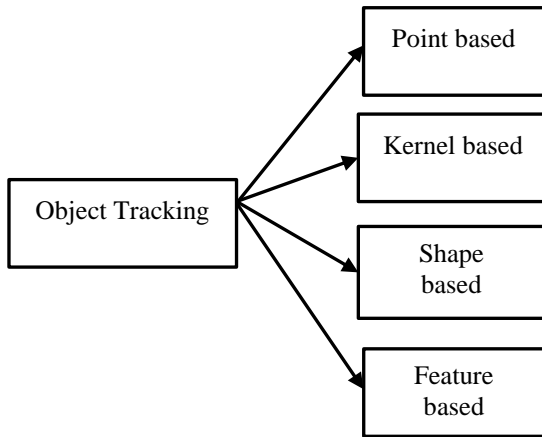 Point based
Kernel based
Object Tracking
Shape
based
Feature
based